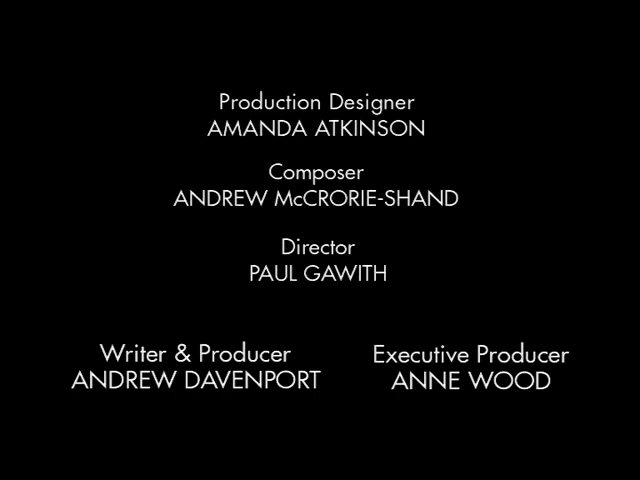 Production Designer
AMANDA ATKINSON
Composer
ANDREW McCRORIE-SHAND
Director
PAUL GAWITH
Writer & Producer
ANDREW DAVENPORT
Executive Producer
ANNE WOOD